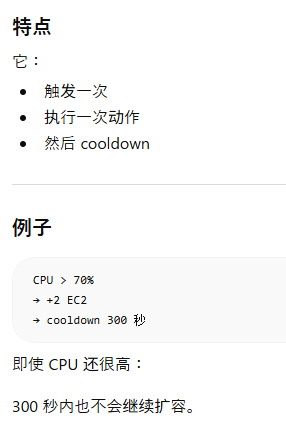 特点
它：
• 触发一次
• 执行一次动作
• 然后 cooldown
例子
CPU > 70%
→ +2 EC2
→ cooldown 300 秒
即使 CPU 还很高：
300 秒内也不会继续扩容。